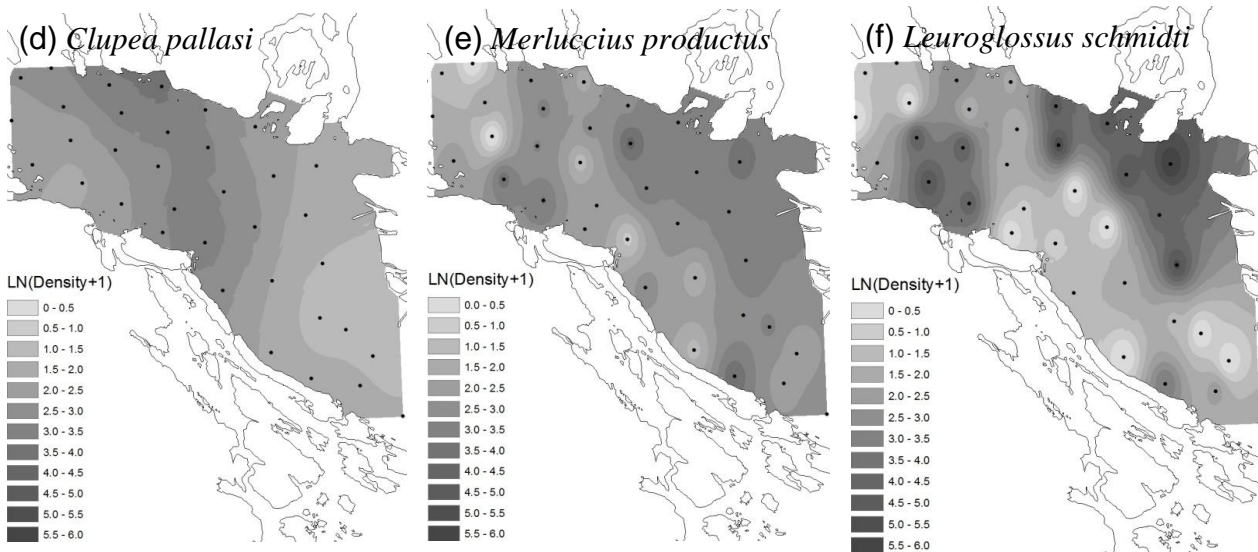 (d) Clupea pallasi
LN(Density+1)
0 - 0.5
0.5 - 1.0
1.0 - 1.5
1.5 - 2.0
2.0 - 2.5
2.5 - 3.0
3.0 - 3.5
3.5 - 4.0
4.0 - 4.5
4.5 - 5.0
5.0 - 5.5
5.5 - 6.0
(e) Merluccius productus
LN(Density+1)
0 - 0.5
0.5 - 1.0
1.0 - 1.5
1.5 - 2.0
2.0 - 2.5
2.5 - 3.0
3.0 - 3.5
3.5 - 4.0
4.0 - 4.5
4.5 - 5.0
5.0 - 5.5
5.5 - 6.0
(f) Leuroglossus schmidti
LN(Density+1)
0 - 0.5
0.5 - 1.0
1.0 - 1.5
1.5 - 2.0
2.0 - 2.5
2.5 - 3.0
3.0 - 3.5
3.5 - 4.0
4.0 - 4.5
4.5 - 5.0
5.0 - 5.5
5.5 - 6.0